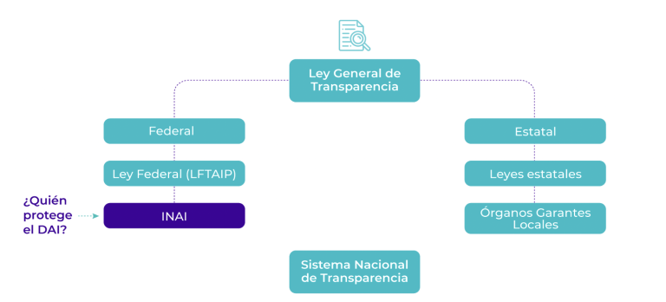 Ley General de
Transparencia
Federal
Estatal
Ley Federal (LFTAIP)
Leyes estatales
¿Quién
protege
el DAI?
INAI
Órganos Garantes
Locales
Sistema Nacional
de Transparencia